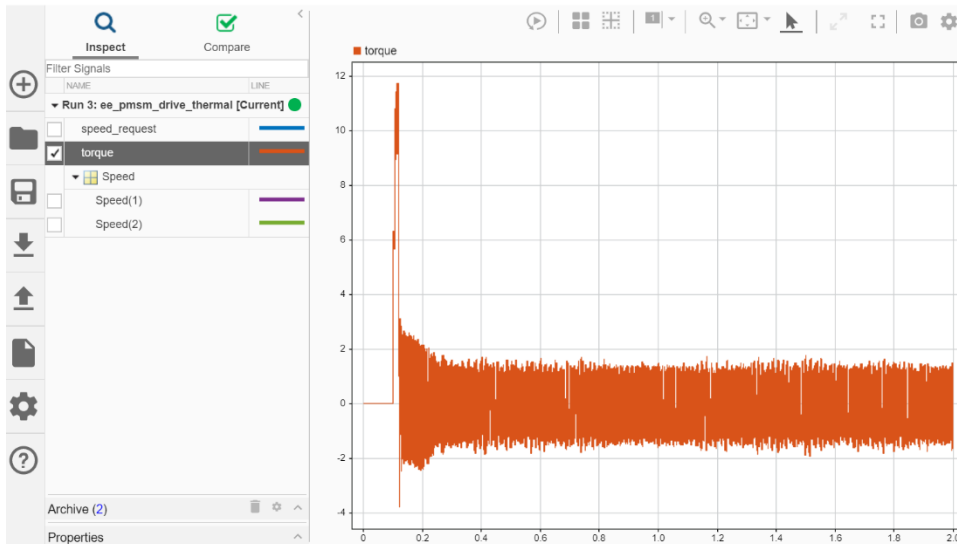 Inspect
Compare
Filter Signals
NAME LINE
Run 3: ee_pmsm_drive_thermal [Current]
speed_request
torque
Speed
Speed(1)
Speed(2)
Archive (2)
Properties
1
torque
12
10
8
6
4
2
0
-2
-4
0 0.2 0.4 0.6 0.8 1.0 1.2 1.4 1.6 1.8 2.0